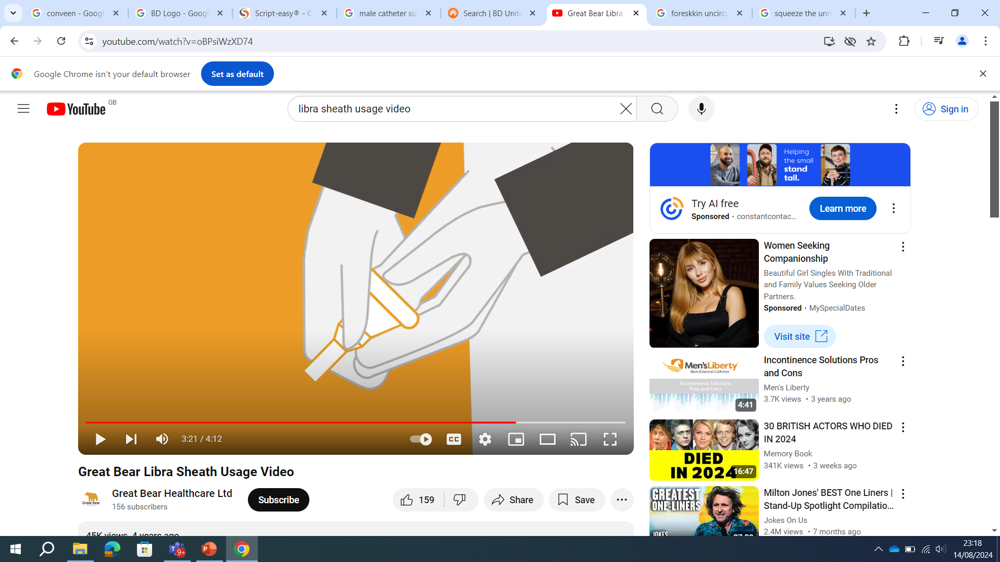 conveen - Googl
BD Logo - Googl
Script-easy® - C
male catheter siz
Search | BD Unite
Great Bear Libra
foreskkin uncircu
squeeze the unro
youtube.com/watch?v=oBPsiWzXD74
Google Chrome isn't your default browser
Set as default
YouTube GB
libra sheath usage video
Sign in
Helping
the small
stand
tall.
Try AI free
Sponsored · constantcontac...
Learn more
Women Seeking
Companionship
Beautiful Girl Singles With Traditional
and Family Values Seeking Older
Partners.
Sponsored · MySpecialDates
Visit site
Men'sLiberty
Male External Catheter
Incontinence Solutions
Pros and Cons
4:41
Incontinence Solutions Pros
and Cons
Men's Liberty
3.7K views • 3 years ago
DIED
IN 2024
16:47
30 BRITISH ACTORS WHO DIED
IN 2024
Memory Book
341K views • 3 weeks ago
GREATEST
ONE-LINERS
JOKES
Milton Jones' BEST One Liners |
Stand-Up Spotlight Compilatio...
Jokes On Us
2.4M views • 7 months ago
3:21 / 4:12
CC
Great Bear Libra Sheath Usage Video
Great Bear
Great Bear Healthcare Ltd
156 subscribers
Subscribe
159
Share
Save
45K views 4 years ago
9+
23:18
14/08/2024